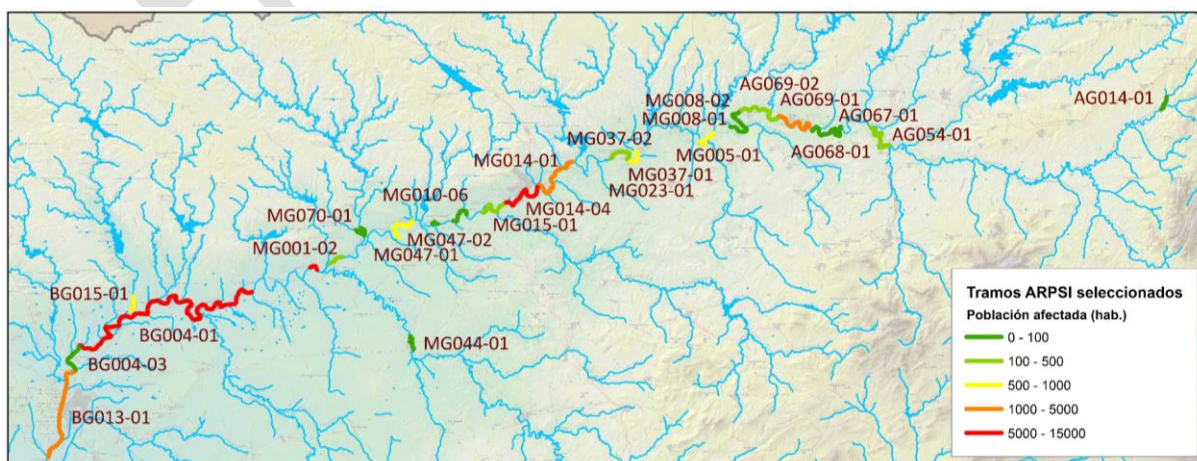 AG069-02
AG069-01
MG008-02
AG067-01
AG014-01
MG008-01
AG054-01
MG037-02
MG005-01
AG068-01
MG014-01
MG037-01
MG023-01
MG010-06
MG014-04
MG070-01
MG015-01
MG047-02
MG001-02
MG047-01
BG015-01
BG004-01
MG044-01
BG004-03
BG013-01
Tramos ARPSI seleccionados
Población afectada (hab.)
0 - 100
100 - 500
500 - 1000
1000 - 5000
5000 - 15000